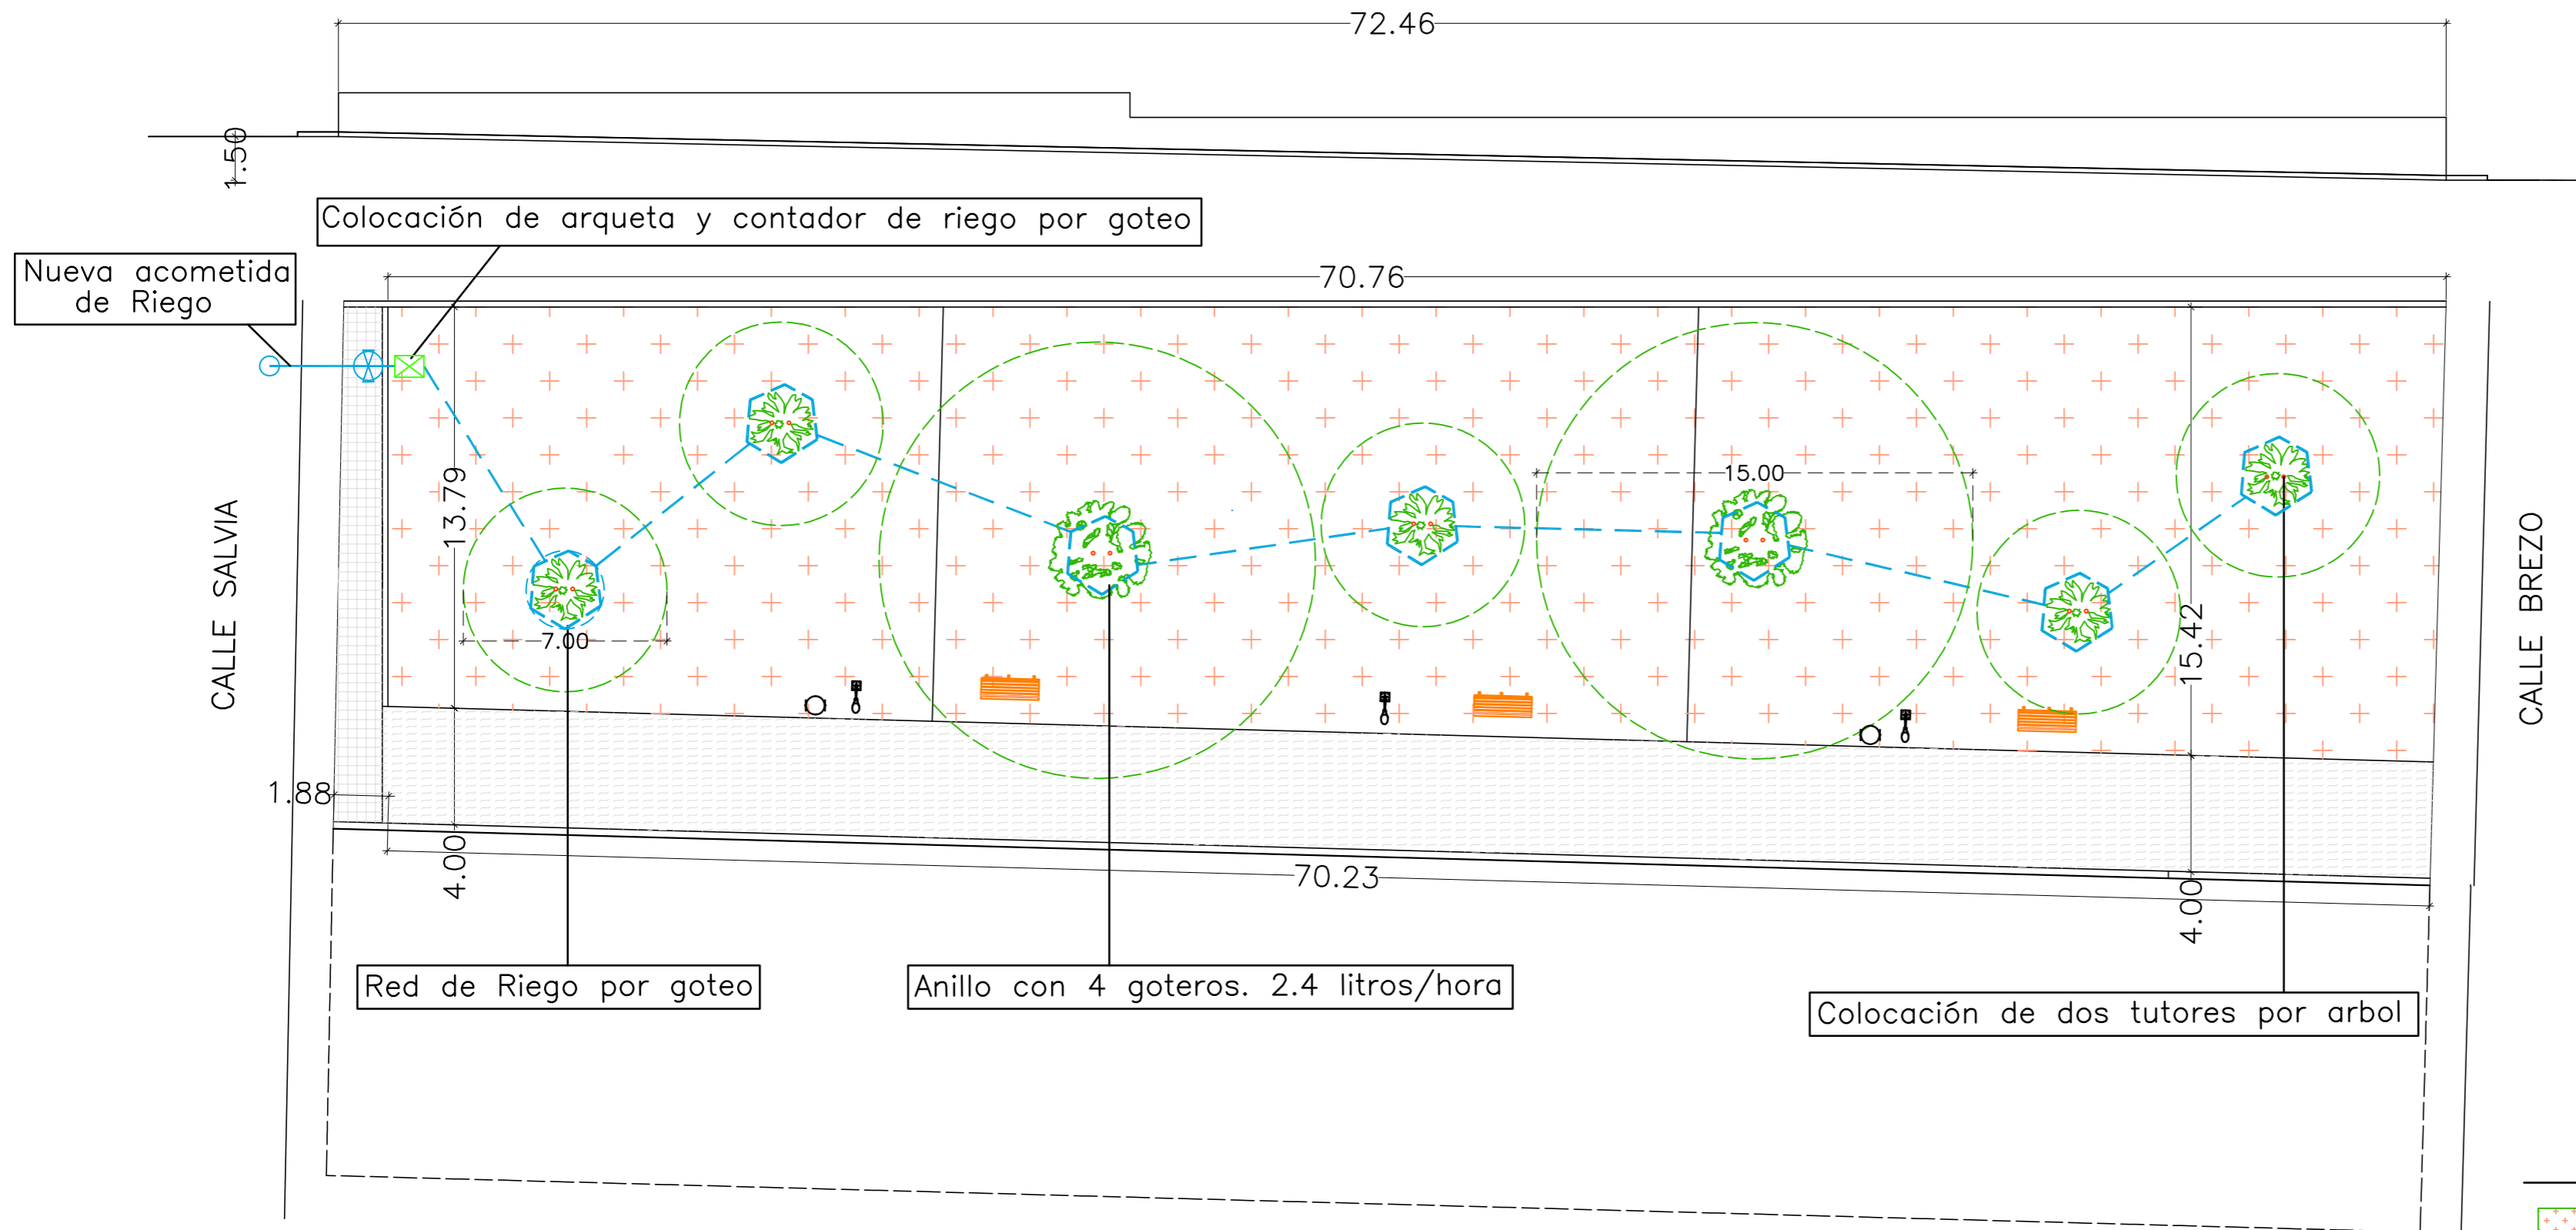 72.46
1.50
Colocación de arqueta y contador de riego por goteo
Nueva acometida
de Riego
70.76
15.00
13.79
CALLE SALVIA
CALLE BREZO
7.00
15.42
1.88
4.00
70.23
4.00
Red de Riego por goteo
Anillo con 4 goteros. 2.4 litros/hora
Colocación de dos tutores por arbol